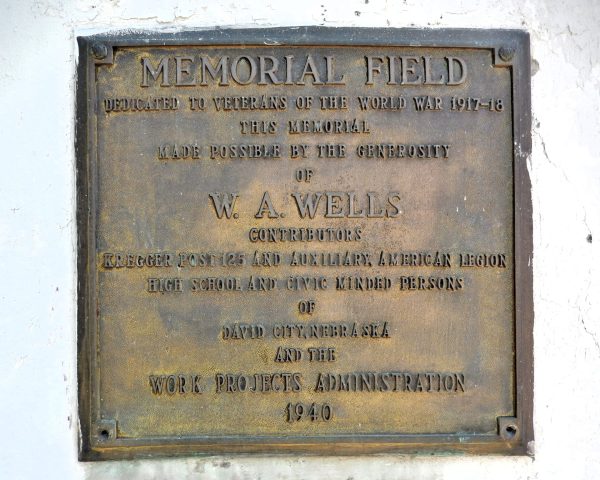 MEMORIAL FIELD
DEDICATED TO VETERANS OF THE WORLD WAR 1917-18
THIS MEMORIAL
MADE POSSIBLE BY THE GENEROSITY
OF
W. A. WELLS
CONTRIBUTORS
KREGGER POST-125 AND AUXILIARY, AMERICAN LEGION
HIGH SCHOOL AND CIVIC MINDED PERSONS
OF
DAVID CITY, NEBRASKA
AND THE
WORK PROJECTS ADMINISTRATION
1940